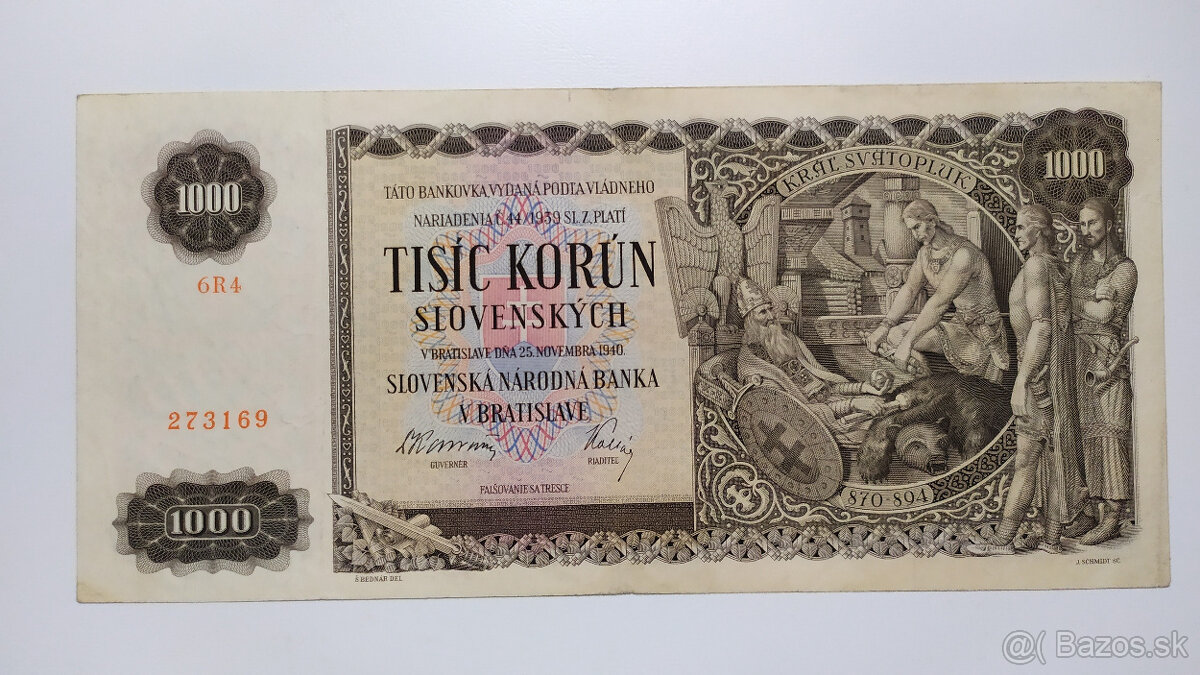 1000
6R4
273169
1000
TÁTO BANKOVKA VYDANÁ PODĽA VLÁDNEHO
NARIADENIA Č. 44/1939 SL. Z. PLATÍ
TISÍC KORÚN
SLOVENSKÝCH
V BRATISLAVE DŇA 25. NOVEMBRA 1940.
SLOVENSKÁ NÁRODNÁ BANKA
V BRATISLAVE
GUVERNÉR
RIADITEĽ
FALŠOVANIE SA TRESCE
Š. BEDNÁR DEL.
KRÁĽ SVÄTOPLUK
1000
870-894
J. SCHMIDT SC.
@( Bazos.sk